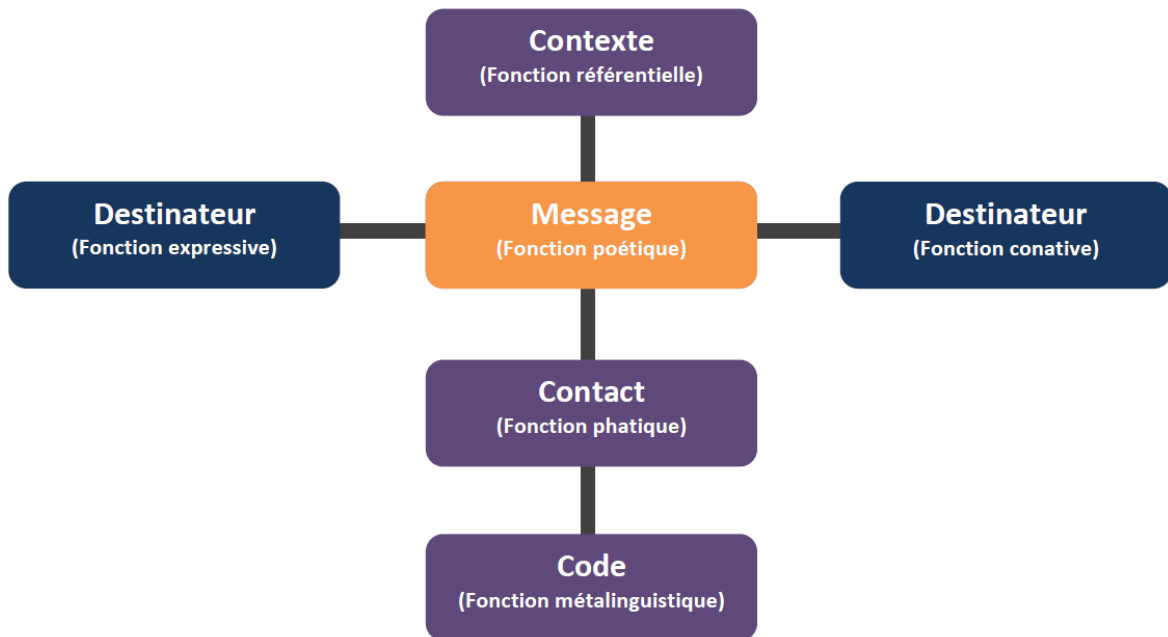 Contexte
(Fonction référentielle)
Destinateur
(Fonction expressive)
Message
(Fonction poétique)
Destinateur
(Fonction conative)
Contact
(Fonction phatique)
Code
(Fonction métalinguistique)